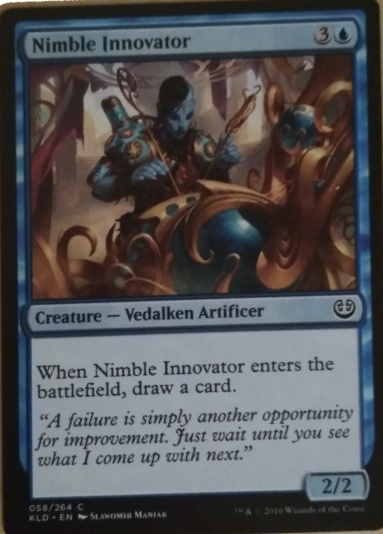 Nimble Innovator 3
Creature — Vedalken Artificer
When Nimble Innovator enters the
battlefield, draw a card.
"A failure is simply another opportunity
for improvement. Just wait until you see
what I come up with next."
2/2
058/264 C
KLD • EN Slawomir Maniak
™ & © 2016 Wizards of the Coast